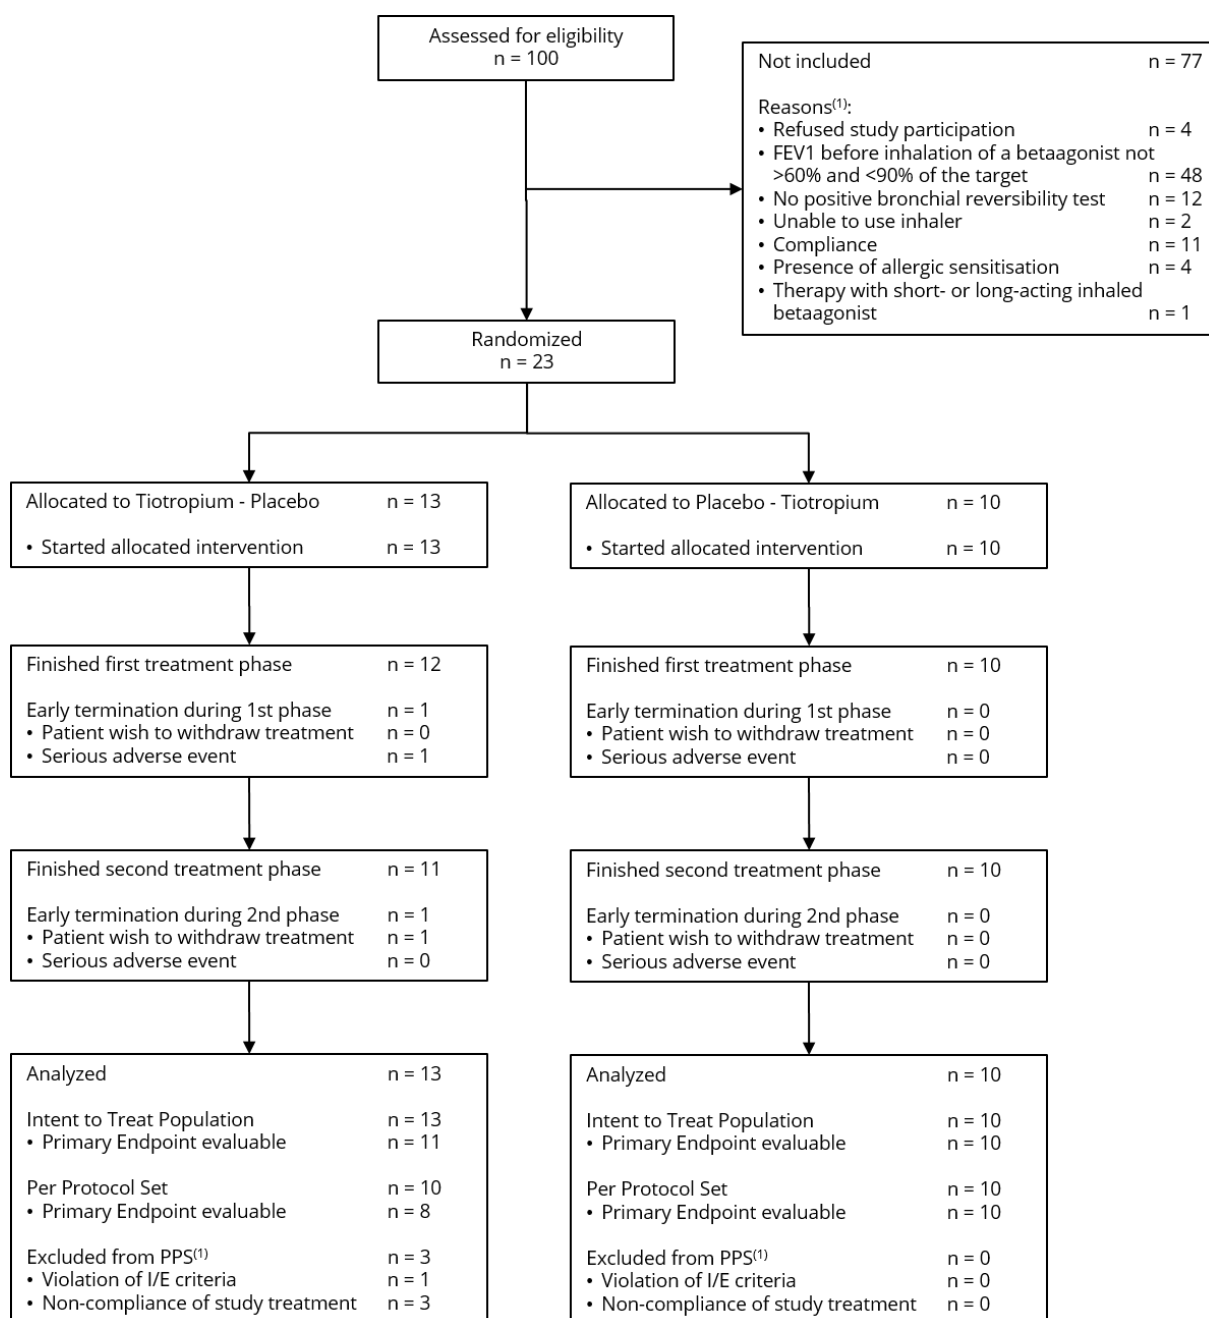 Assessed for eligibility
n = 100
Not included n = 77
Reasons(1):
• Refused study participation n = 4
• FEV1 before inhalation of a betaagonist not
>60% and <90% of the target n = 48
• No positive bronchial reversibility test n = 12
• Unable to use inhaler n = 2
• Compliance n = 11
• Presence of allergic sensitisation n = 4
• Therapy with short- or long-acting inhaled
betaagonist n = 1
Randomized
n = 23
Allocated to Tiotropium - Placebo n = 13
• Started allocated intervention n = 13
Allocated to Placebo - Tiotropium n = 10
• Started allocated intervention n = 10
Finished first treatment phase n = 12
Early termination during 1st phase n = 1
• Patient wish to withdraw treatment n = 0
• Serious adverse event n = 1
Finished first treatment phase n = 10
Early termination during 1st phase n = 0
• Patient wish to withdraw treatment n = 0
• Serious adverse event n = 0
Finished second treatment phase n = 11
Early termination during 2nd phase n = 1
• Patient wish to withdraw treatment n = 1
• Serious adverse event n = 0
Finished second treatment phase n = 10
Early termination during 2nd phase n = 0
• Patient wish to withdraw treatment n = 0
• Serious adverse event n = 0
Analyzed n = 13
Intent to Treat Population n = 13
• Primary Endpoint evaluable n = 11
Per Protocol Set n = 10
• Primary Endpoint evaluable n = 8
Excluded from PPS(1) n = 3
• Violation of I/E criteria n = 1
• Non-compliance of study treatment n = 3
Analyzed n = 10
Intent to Treat Population n = 10
• Primary Endpoint evaluable n = 10
Per Protocol Set n = 10
• Primary Endpoint evaluable n = 10
Excluded from PPS(1) n = 0
• Violation of I/E criteria n = 0
• Non-compliance of study treatment n = 0